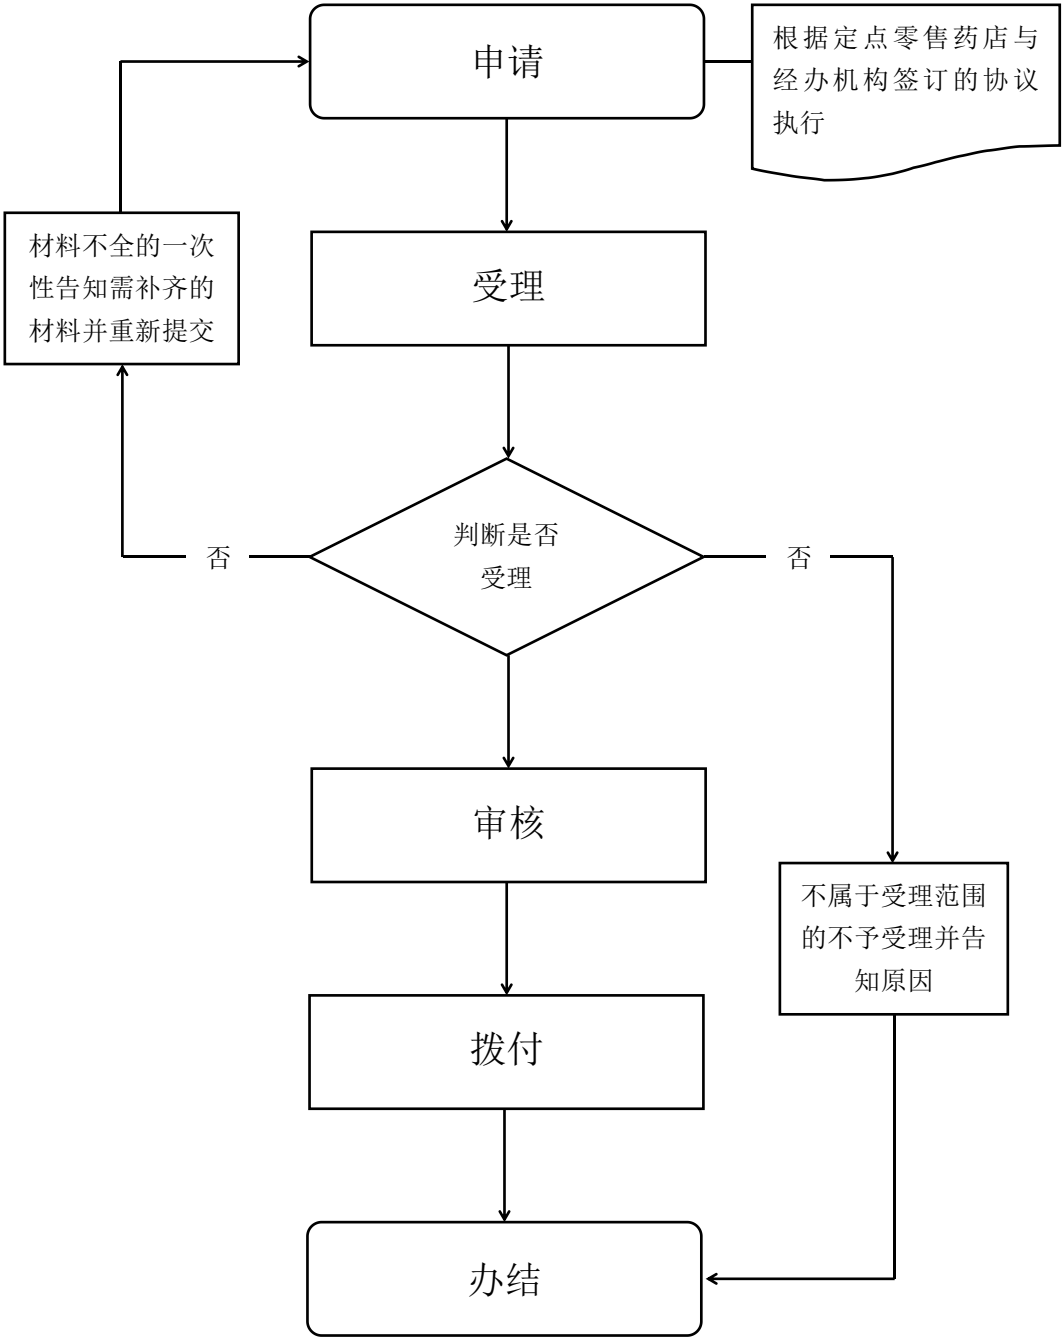 申请
根据定点零售药店与
经办机构签订的协议
执行
受理
材料不全的一次
性告知需补齐的
材料并重新提交
判断是否
受理
否
否
审核
不属于受理范围
的不予受理并告
知原因
拨付
办结